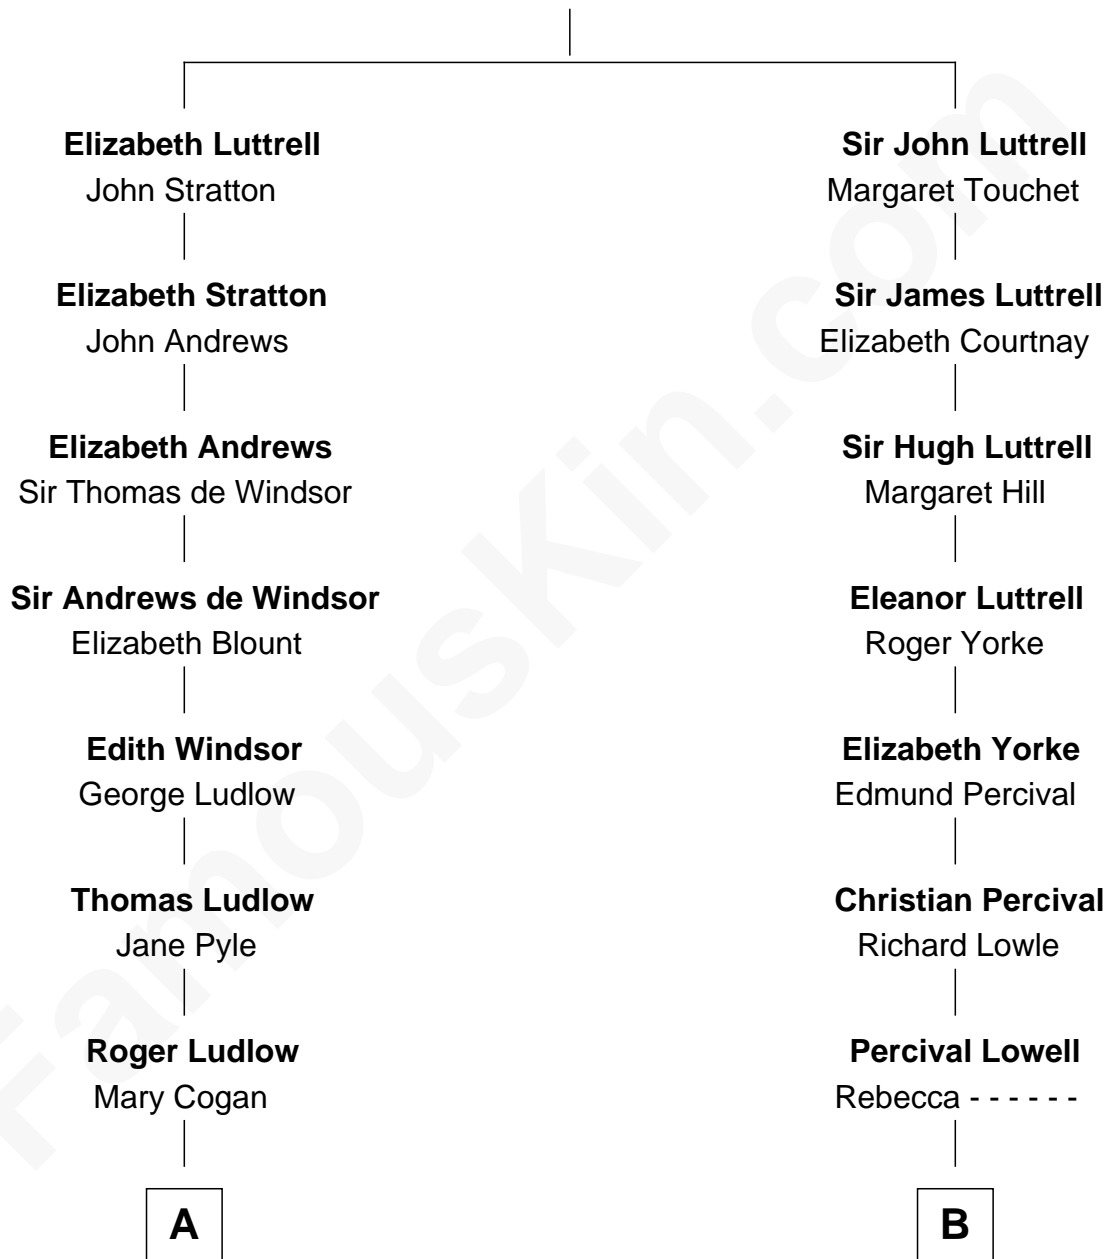 Elizabeth Luttrell
John Stratton
Elizabeth Stratton
John Andrews
Elizabeth Andrews
Sir Thomas de Windsor
Sir Andrews de Windsor
Elizabeth Blount
Edith Windsor
George Ludlow
Thomas Ludlow
Jane Pyle
Roger Ludlow
Mary Cogan
A
Sir John Luttrell
Margaret Touchet
Sir James Luttrell
Elizabeth Courtnay
Sir Hugh Luttrell
Margaret Hill
Eleanor Luttrell
Roger Yorke
Elizabeth Yorke
Edmund Percival
Christian Percival
Richard Lowle
Percival Lowell
Rebecca - - - - - -
B
FamousKin.com